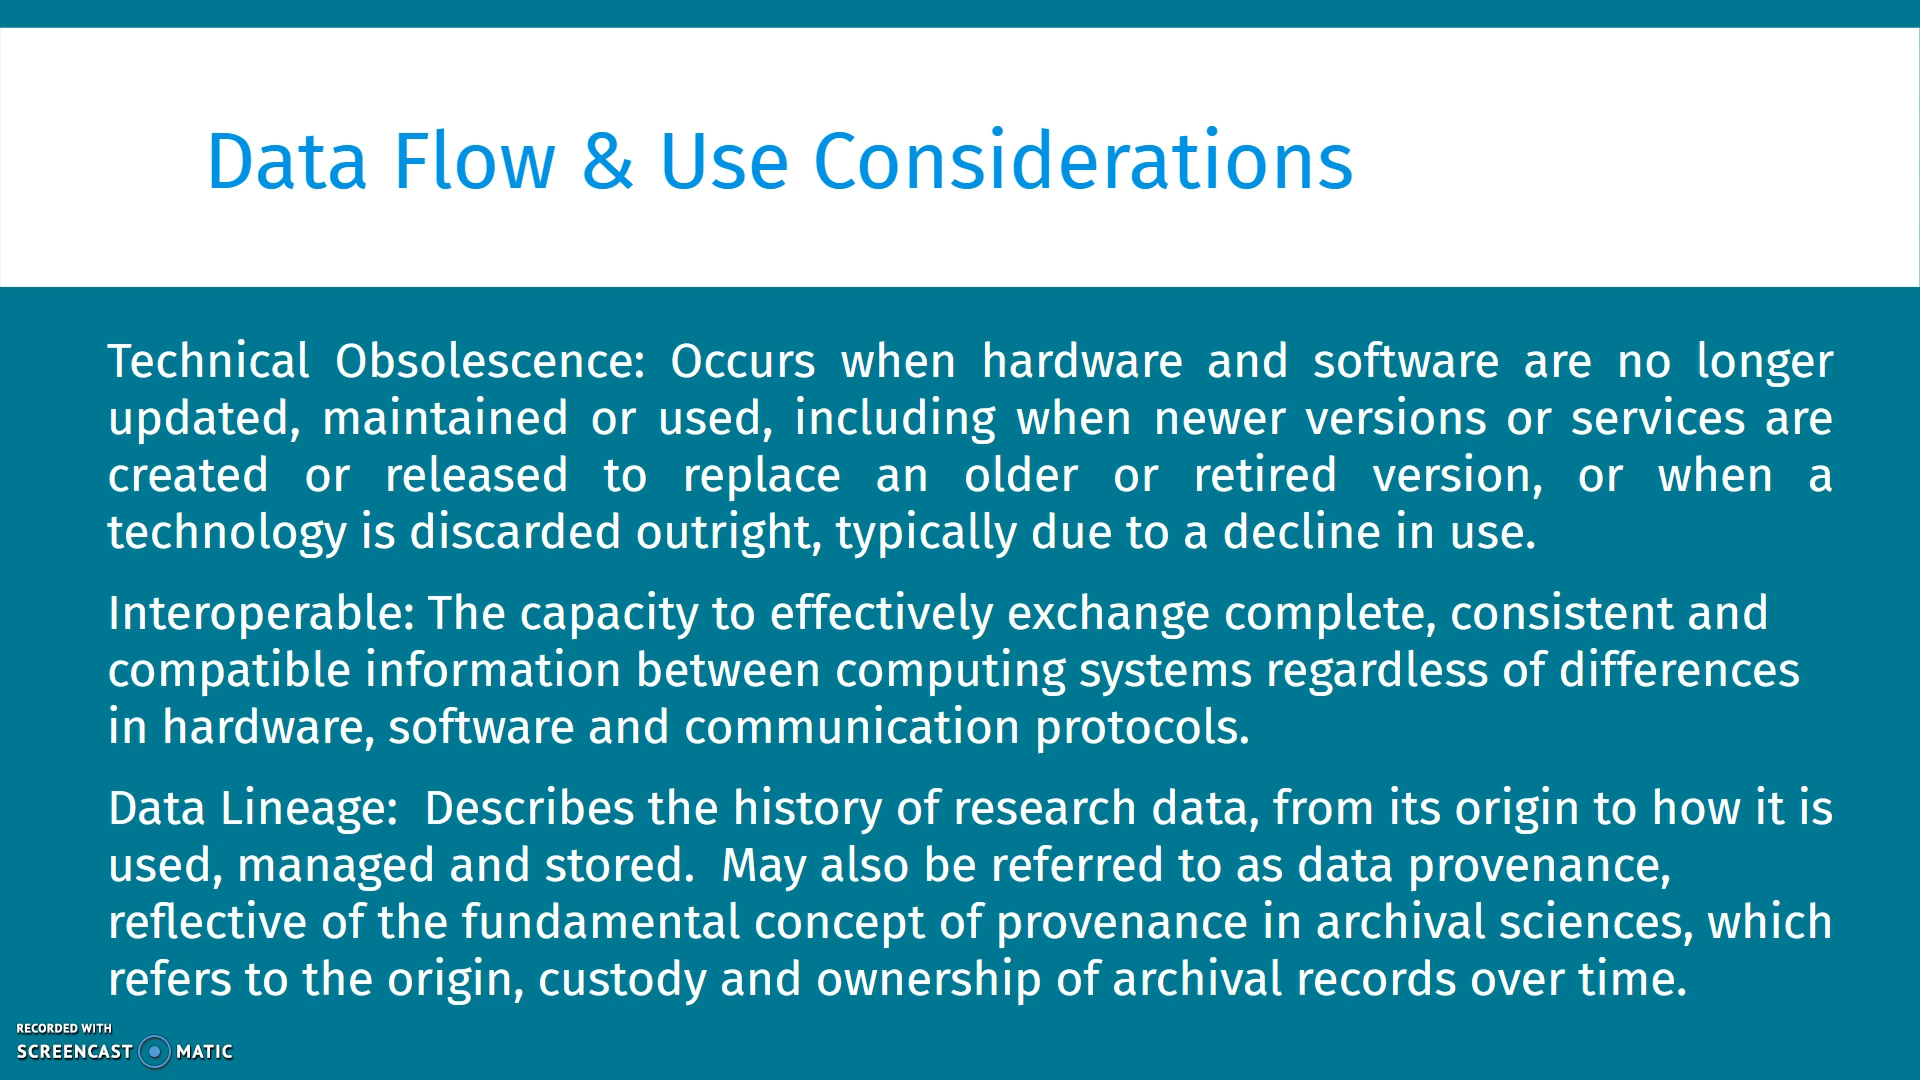 Data Flow & Use Considerations
Technical Obsolescence: Occurs when hardware and software are no longer
updated, maintained or used, including when newer versions or services are
created or released to replace an older or retired version, or when a
technology is discarded outright, typically due to a decline in use.
Interoperable: The capacity to effectively exchange complete, consistent and
compatible information between computing systems regardless of differences
in hardware, software and communication protocols.
Data Lineage:  Describes the history of research data, from its origin to how it is
used, managed and stored.  May also be referred to as data provenance,
reflective of the fundamental concept of provenance in archival sciences, which
refers to the origin, custody and ownership of archival records over time.
RECORDED WITH
SCREENCAST MATIC